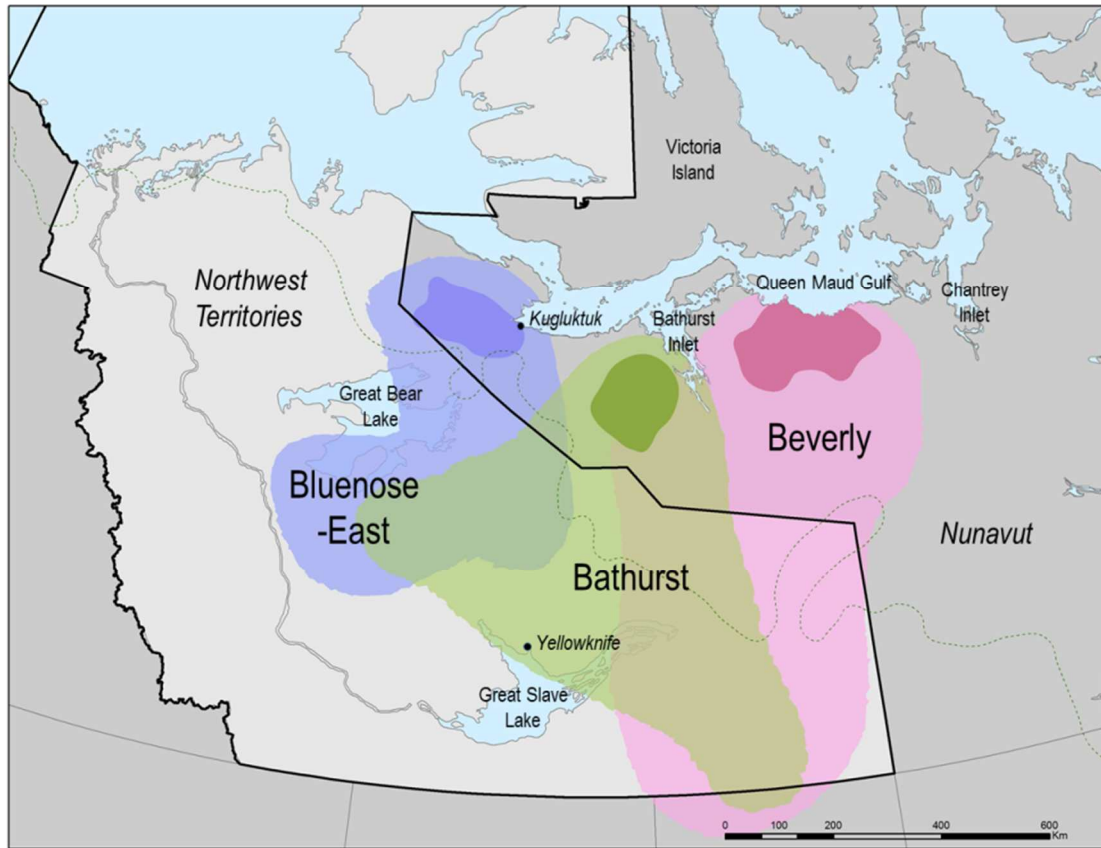 Victoria
Island
Northwest
Territories
Queen Maud Gulf
Chantrey
Inlet
Kugluktuk
Bathurst
Inlet
Great Bear
Lake
Beverly
Bluenose
-East
Nunavut
Bathurst
Yellowknife
Great Slave
Lake
0 100 200 400 600
Km